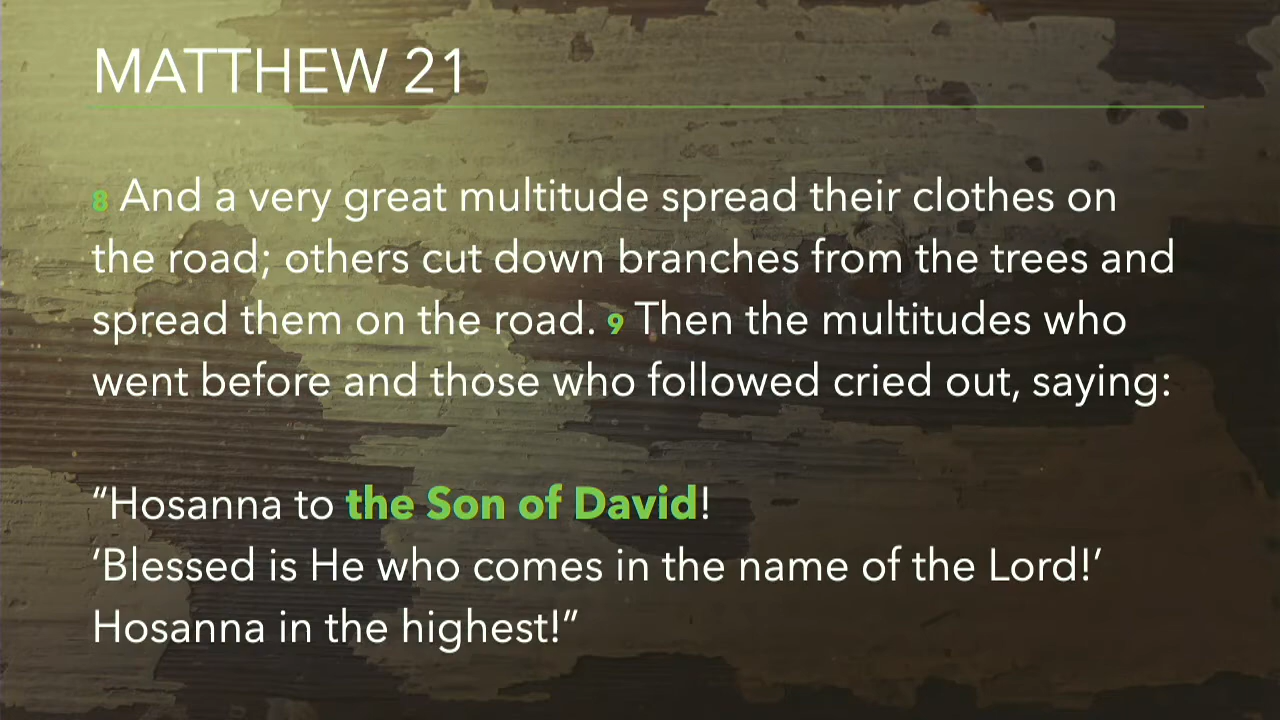 MATTHEW 21
8 And a very great multitude spread their clothes on
the road; others cut down branches from the trees and
spread them on the road. 9 Then the multitudes who
went before and those who followed cried out, saying:
“Hosanna to the Son of David!
‘Blessed is He who comes in the name of the Lord!’
Hosanna in the highest!”